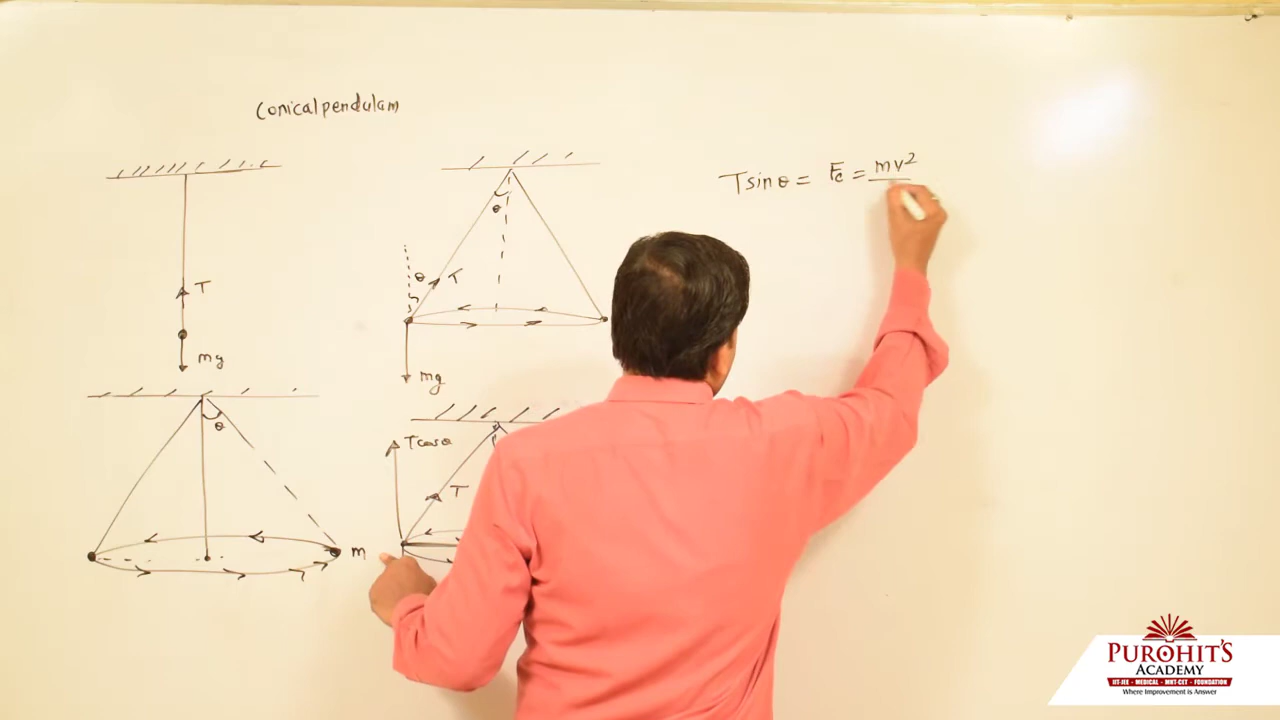 Conicalpendulam
T
mg
θ
θ T
mg
Tsinθ = Fc = mv²
θ
m
Tcosθ
T
PUROHIT'S
ACADEMY
IIT-JEE - MEDICAL - MHT-CET - FOUNDATION
Where Improvement is Answer